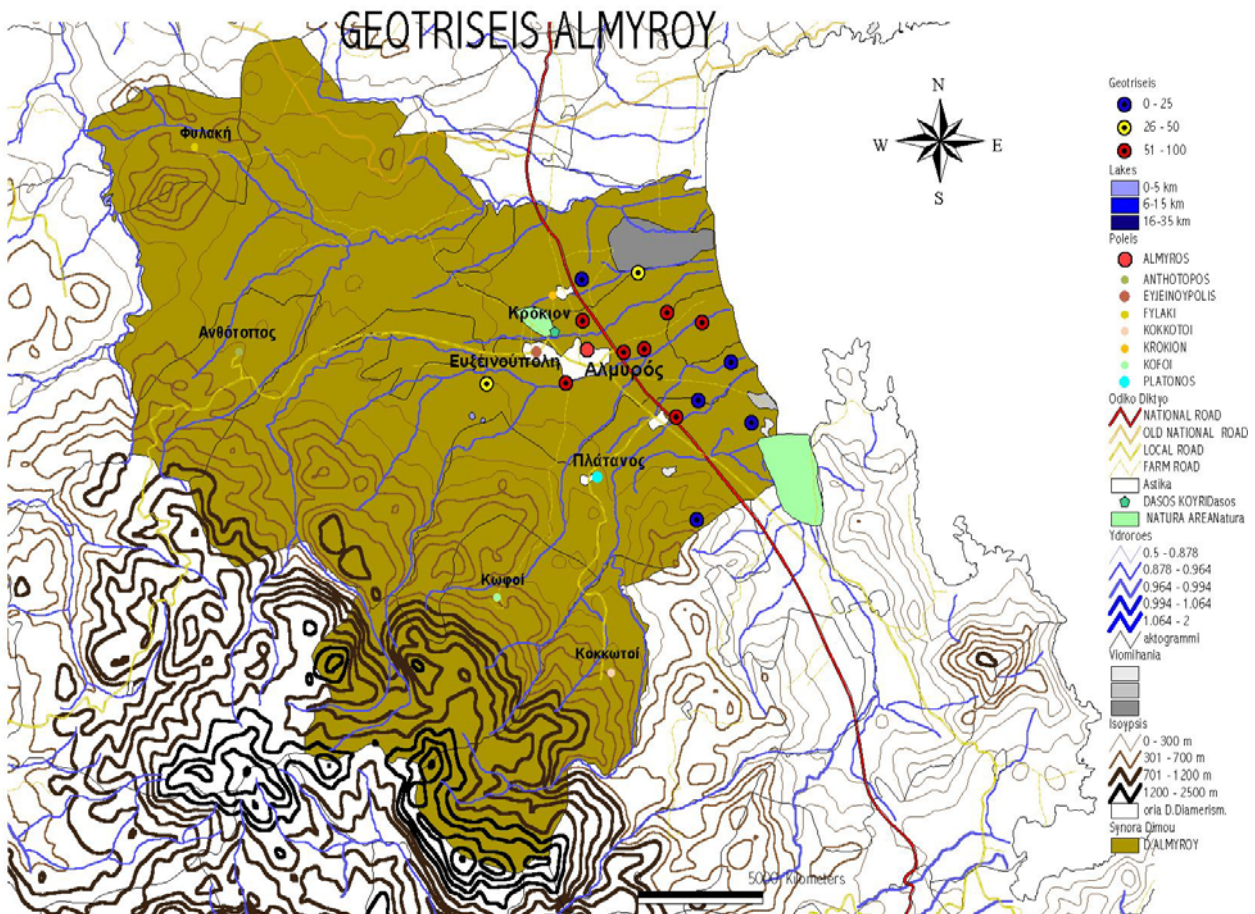 GEOTRISEIS ALMYROY
N
W
E
S
Φυλακή
Ανθότοπος
Κρόκιον
Ευξεινούπολη
Αλμυρός
Πλάτανος
Κωφοί
Κοκκωτοί
5000 Kilometers
Geotriseis
0 - 25
26 - 50
51 - 100
Lakes
0-5 km
6-15 km
16-35 km
Poleis
ALMYROS
ANTHOTOPOS
EYJEINOYPOLIS
FYLAKI
KOKKOTOI
KROKION
KOFOI
PLATONOS
Odiko Diktyo
NATIONAL ROAD
OLD NATIONAL ROAD
LOCAL ROAD
FARM ROAD
Astika
DASOS KOYRIDasos
NATURA AREANatura
Ydroroes
0.5 - 0.878
0.878 - 0.964
0.964 - 0.994
0.994 - 1.064
1.064 - 2
aktogrammi
Viomihania
Isoypsis
0 - 300 m
301 - 700 m
701 - 1200 m
1200 - 2500 m
oria D.Diamerism.
Synora Dimou
D.ALMYROY